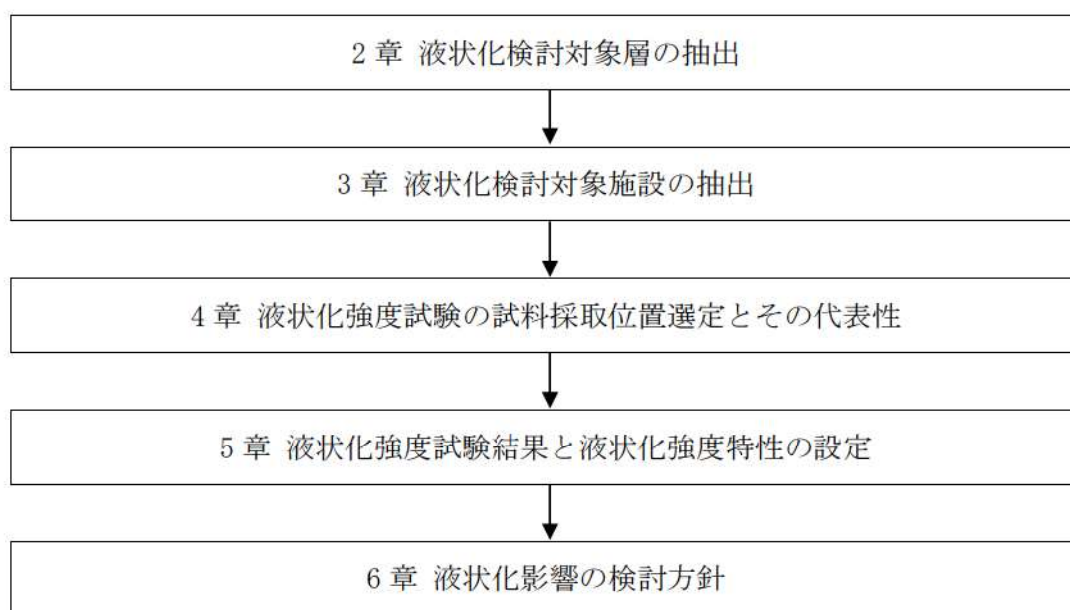 2章 液状化検討対象層の抽出
3章 液状化検討対象施設の抽出
4章 液状化強度試験の試料採取位置選定とその代表性
5章 液状化強度試験結果と液状化強度特性の設定
6章 液状化影響の検討方針